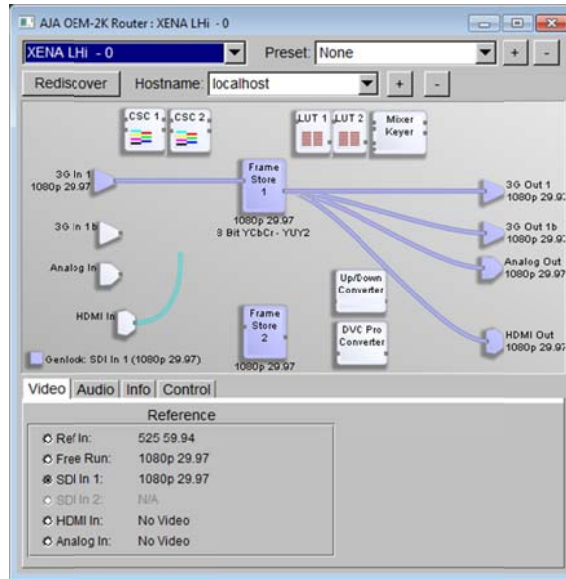 AJA OEM-2K Router : XENA LHi - 0
XENA LHi - 0
Preset: None
+ -
Rediscover Hostname: localhost + -
CSC 1 CSC 2 LUT 1 LUT 2 Mixer Keyer
3G In 1
1080p 29.97
Frame Store 1
1080p 29.97
8 Bit YCbCr - YUY2
3G Out 1
1080p 29.97
3G In 1b
3G Out 1b
1080p 29.97
Analog In
Analog Out
1080p 29.97
Up/Down Converter
HDMI In
Frame Store 2
1080p 29.97
DVC Pro Converter
HDMI Out
1080p 29.97
Genlock: SDI In 1 (1080p 29.97)
Video Audio Info Control
Reference
Ref In: 525 59.94
Free Run: 1080p 29.97
SDI In 1: 1080p 29.97
SDI In 2: N/A
HDMI In: No Video
Analog In: No Video